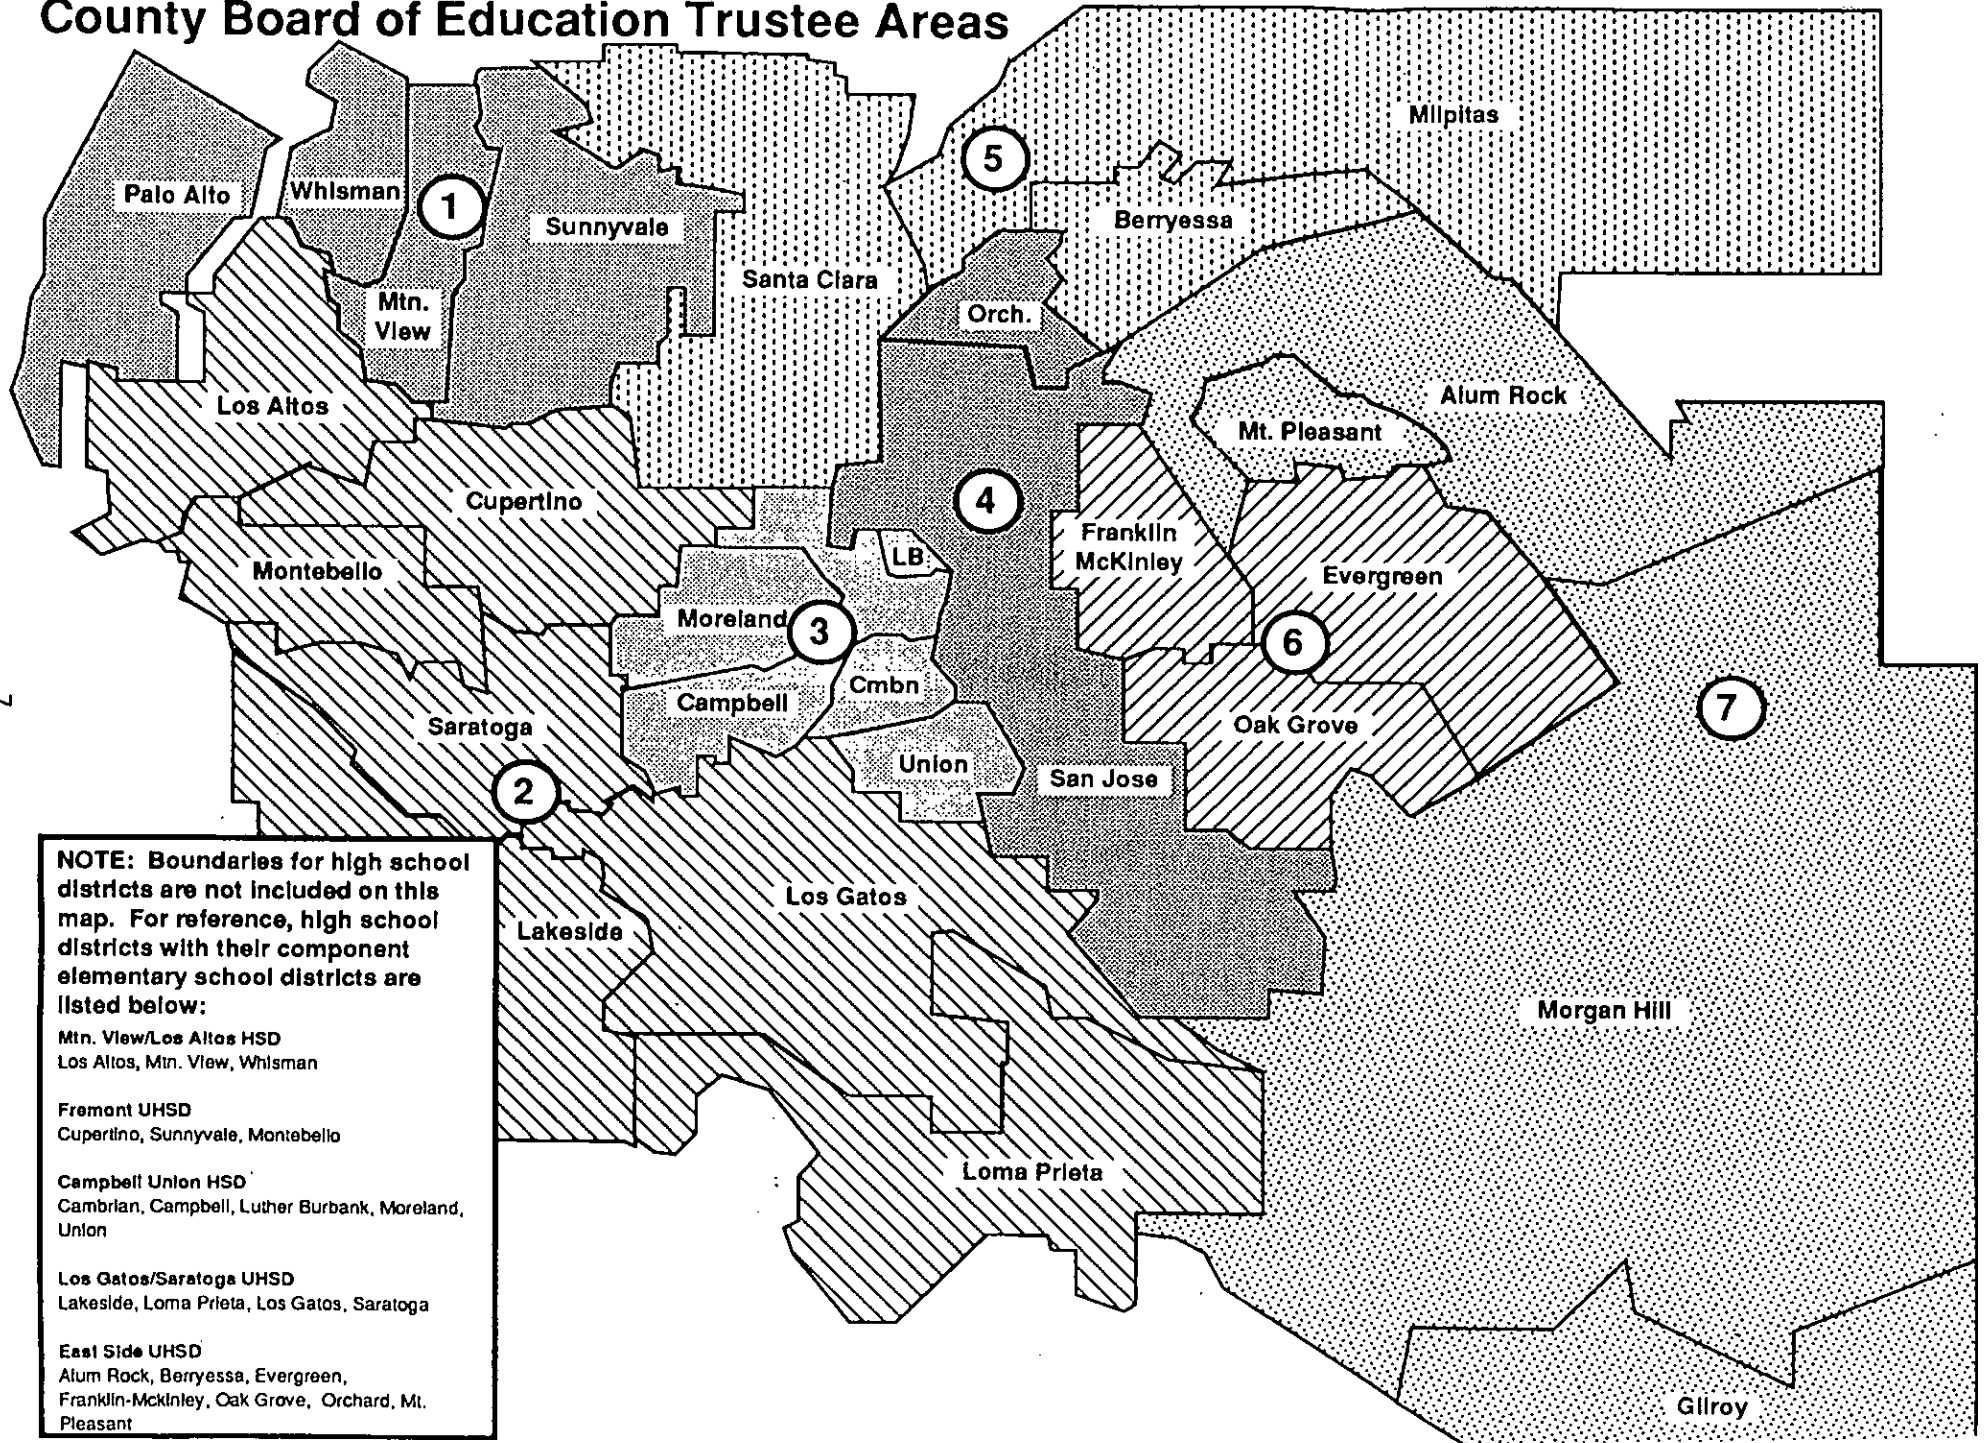 County Board of Education Trustee Areas
Milpitas
5
Palo Alto
Whisman
1
Sunnyvale
Berryessa
Santa Clara
Mtn.
View
Orch.
Los Altos
Alum Rock
Mt. Pleasant
Cupertino
4
Franklin
McKinley
LB
Montebello
Evergreen
Moreland
3
6
Cmbn
Campbell
7
Saratoga
Oak Grove
Union
San Jose
2
NOTE: Boundaries for high school
districts are not included on this
map. For reference, high school
districts with their component
elementary school districts are
listed below:
Mtn. View/Los Altos HSD
Los Altos, Mtn. View, Whisman
Fremont UHSD
Cupertino, Sunnyvale, Montebello
Campbell Union HSD
Cambrian, Campbell, Luther Burbank, Moreland,
Union
Los Gatos/Saratoga UHSD
Lakeside, Loma Prieta, Los Gatos, Saratoga
East Side UHSD
Alum Rock, Berryessa, Evergreen,
Franklin-Mckinley, Oak Grove, Orchard, Mt.
Pleasant
Los Gatos
Lakeside
Morgan Hill
Loma Prieta
Gilroy
7